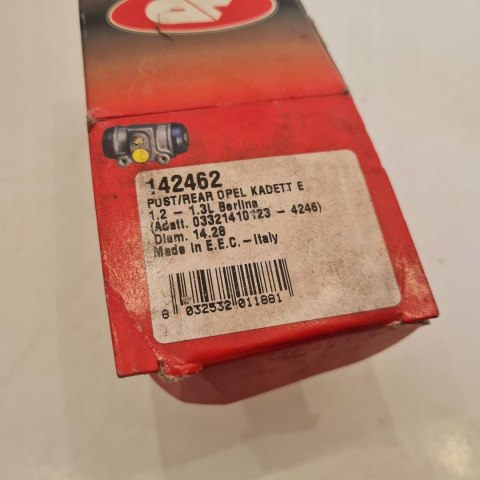 142462
PUST/REAR OPEL KADETT E
1.2 - 1.3L Berlina
(Adatt. 03321410123 - 4246)
Diam. 14.28
Made in E.E.C. - Italy
8 032532 011881